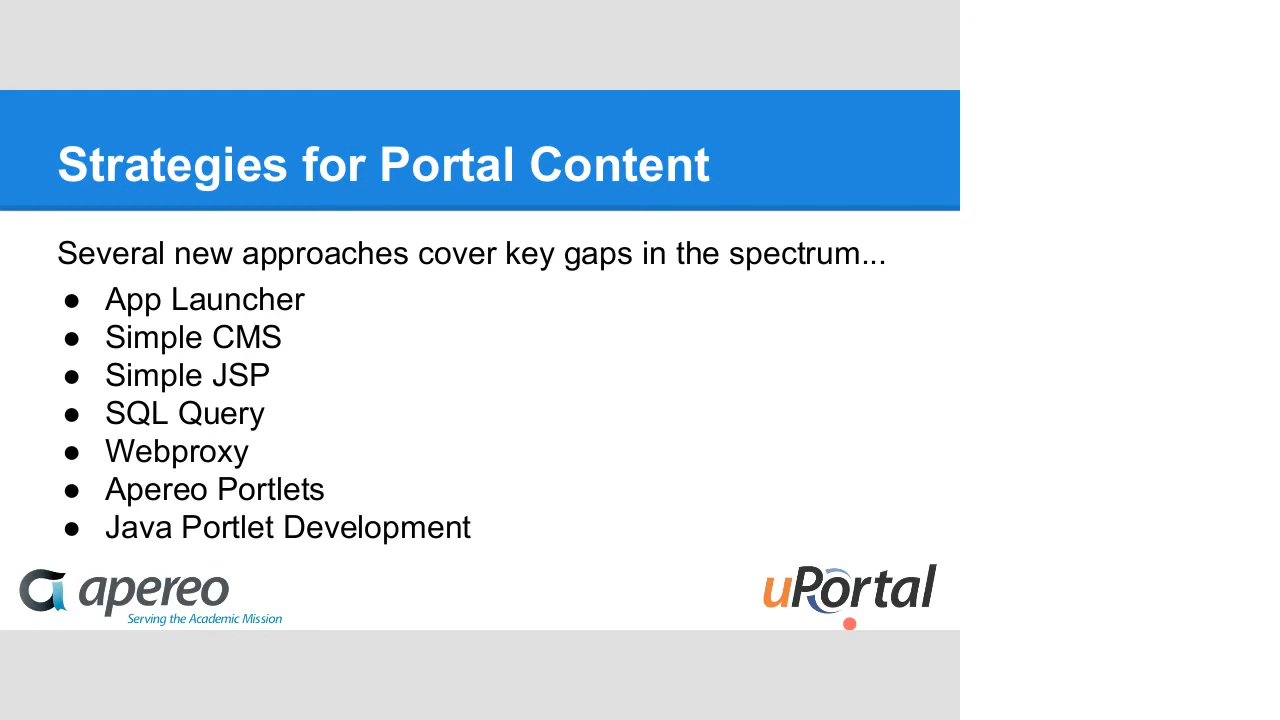 Strategies for Portal Content
Several new approaches cover key gaps in the spectrum...
● App Launcher
● Simple CMS
● Simple JSP
● SQL Query
● Webproxy
● Apereo Portlets
● Java Portlet Development
apereo
Serving the Academic Mission
uPortal